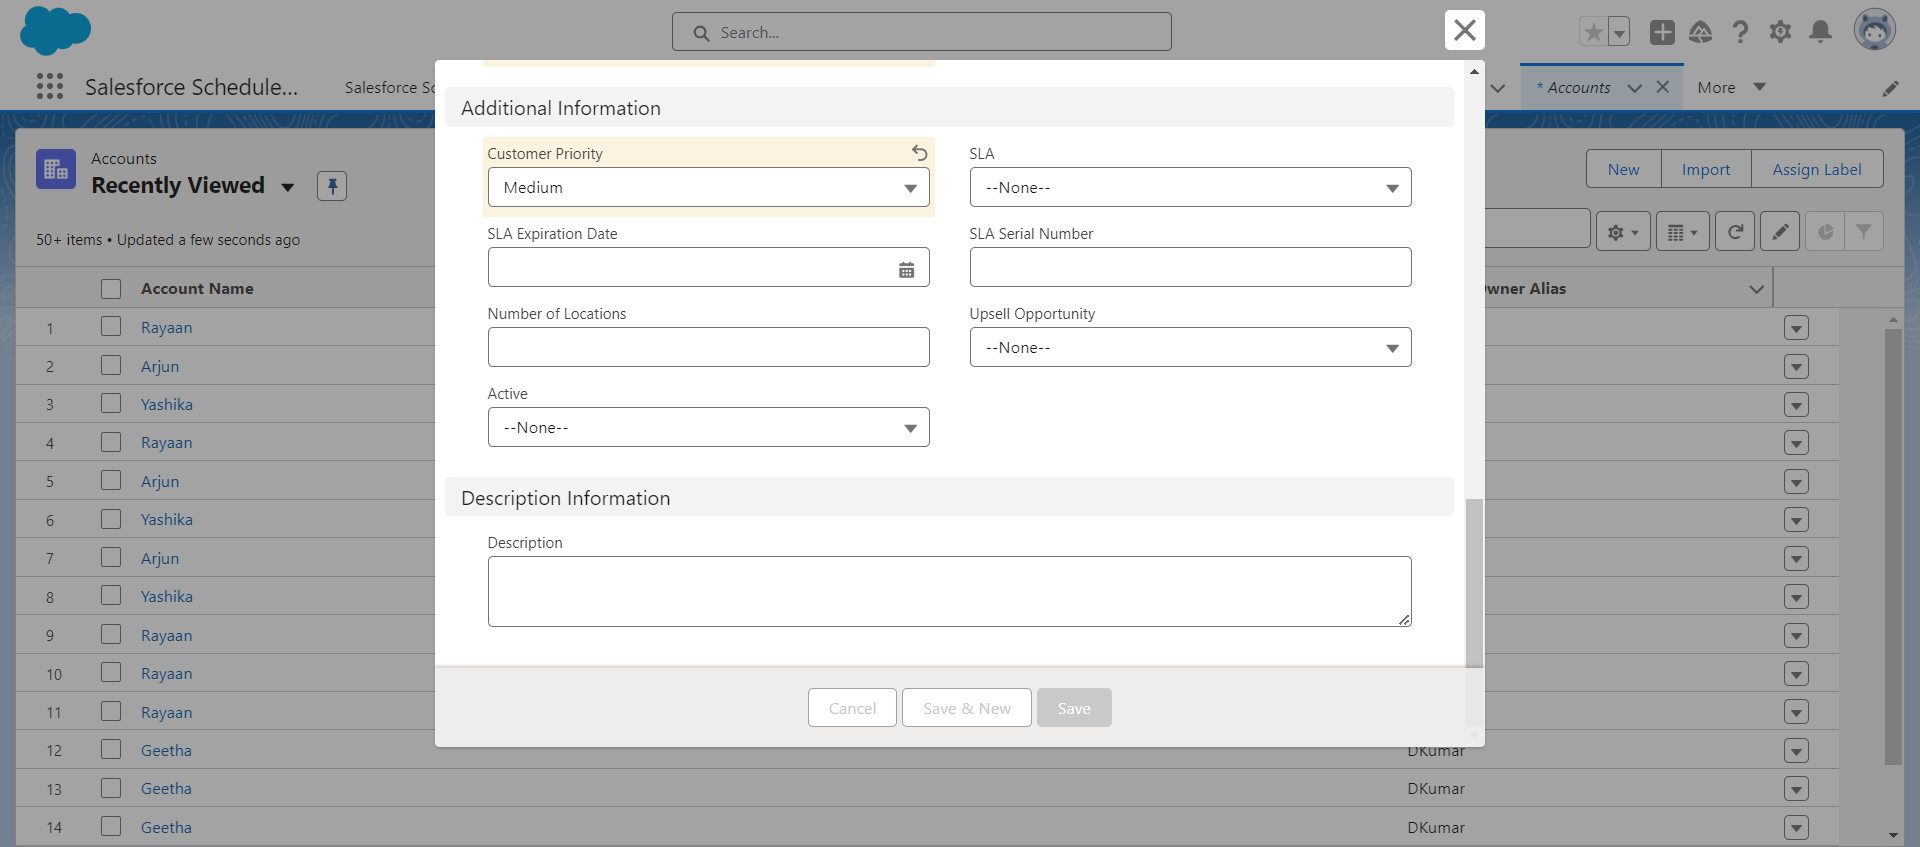 Search...
Salesforce Schedule...
Salesforce Sc
* Accounts
More
Accounts
Recently Viewed
50+ items • Updated a few seconds ago
New
Import
Assign Label
Account Name
wner Alias
1 Rayaan
2 Arjun
3 Yashika
4 Rayaan
5 Arjun
6 Yashika
7 Arjun
8 Yashika
9 Rayaan
10 Rayaan
11 Rayaan
12 Geetha DKumar
13 Geetha DKumar
14 Geetha DKumar
Additional Information
Customer Priority
Medium
SLA
--None--
SLA Expiration Date
SLA Serial Number
Number of Locations
Upsell Opportunity
--None--
Active
--None--
Description Information
Description
Cancel
Save & New
Save